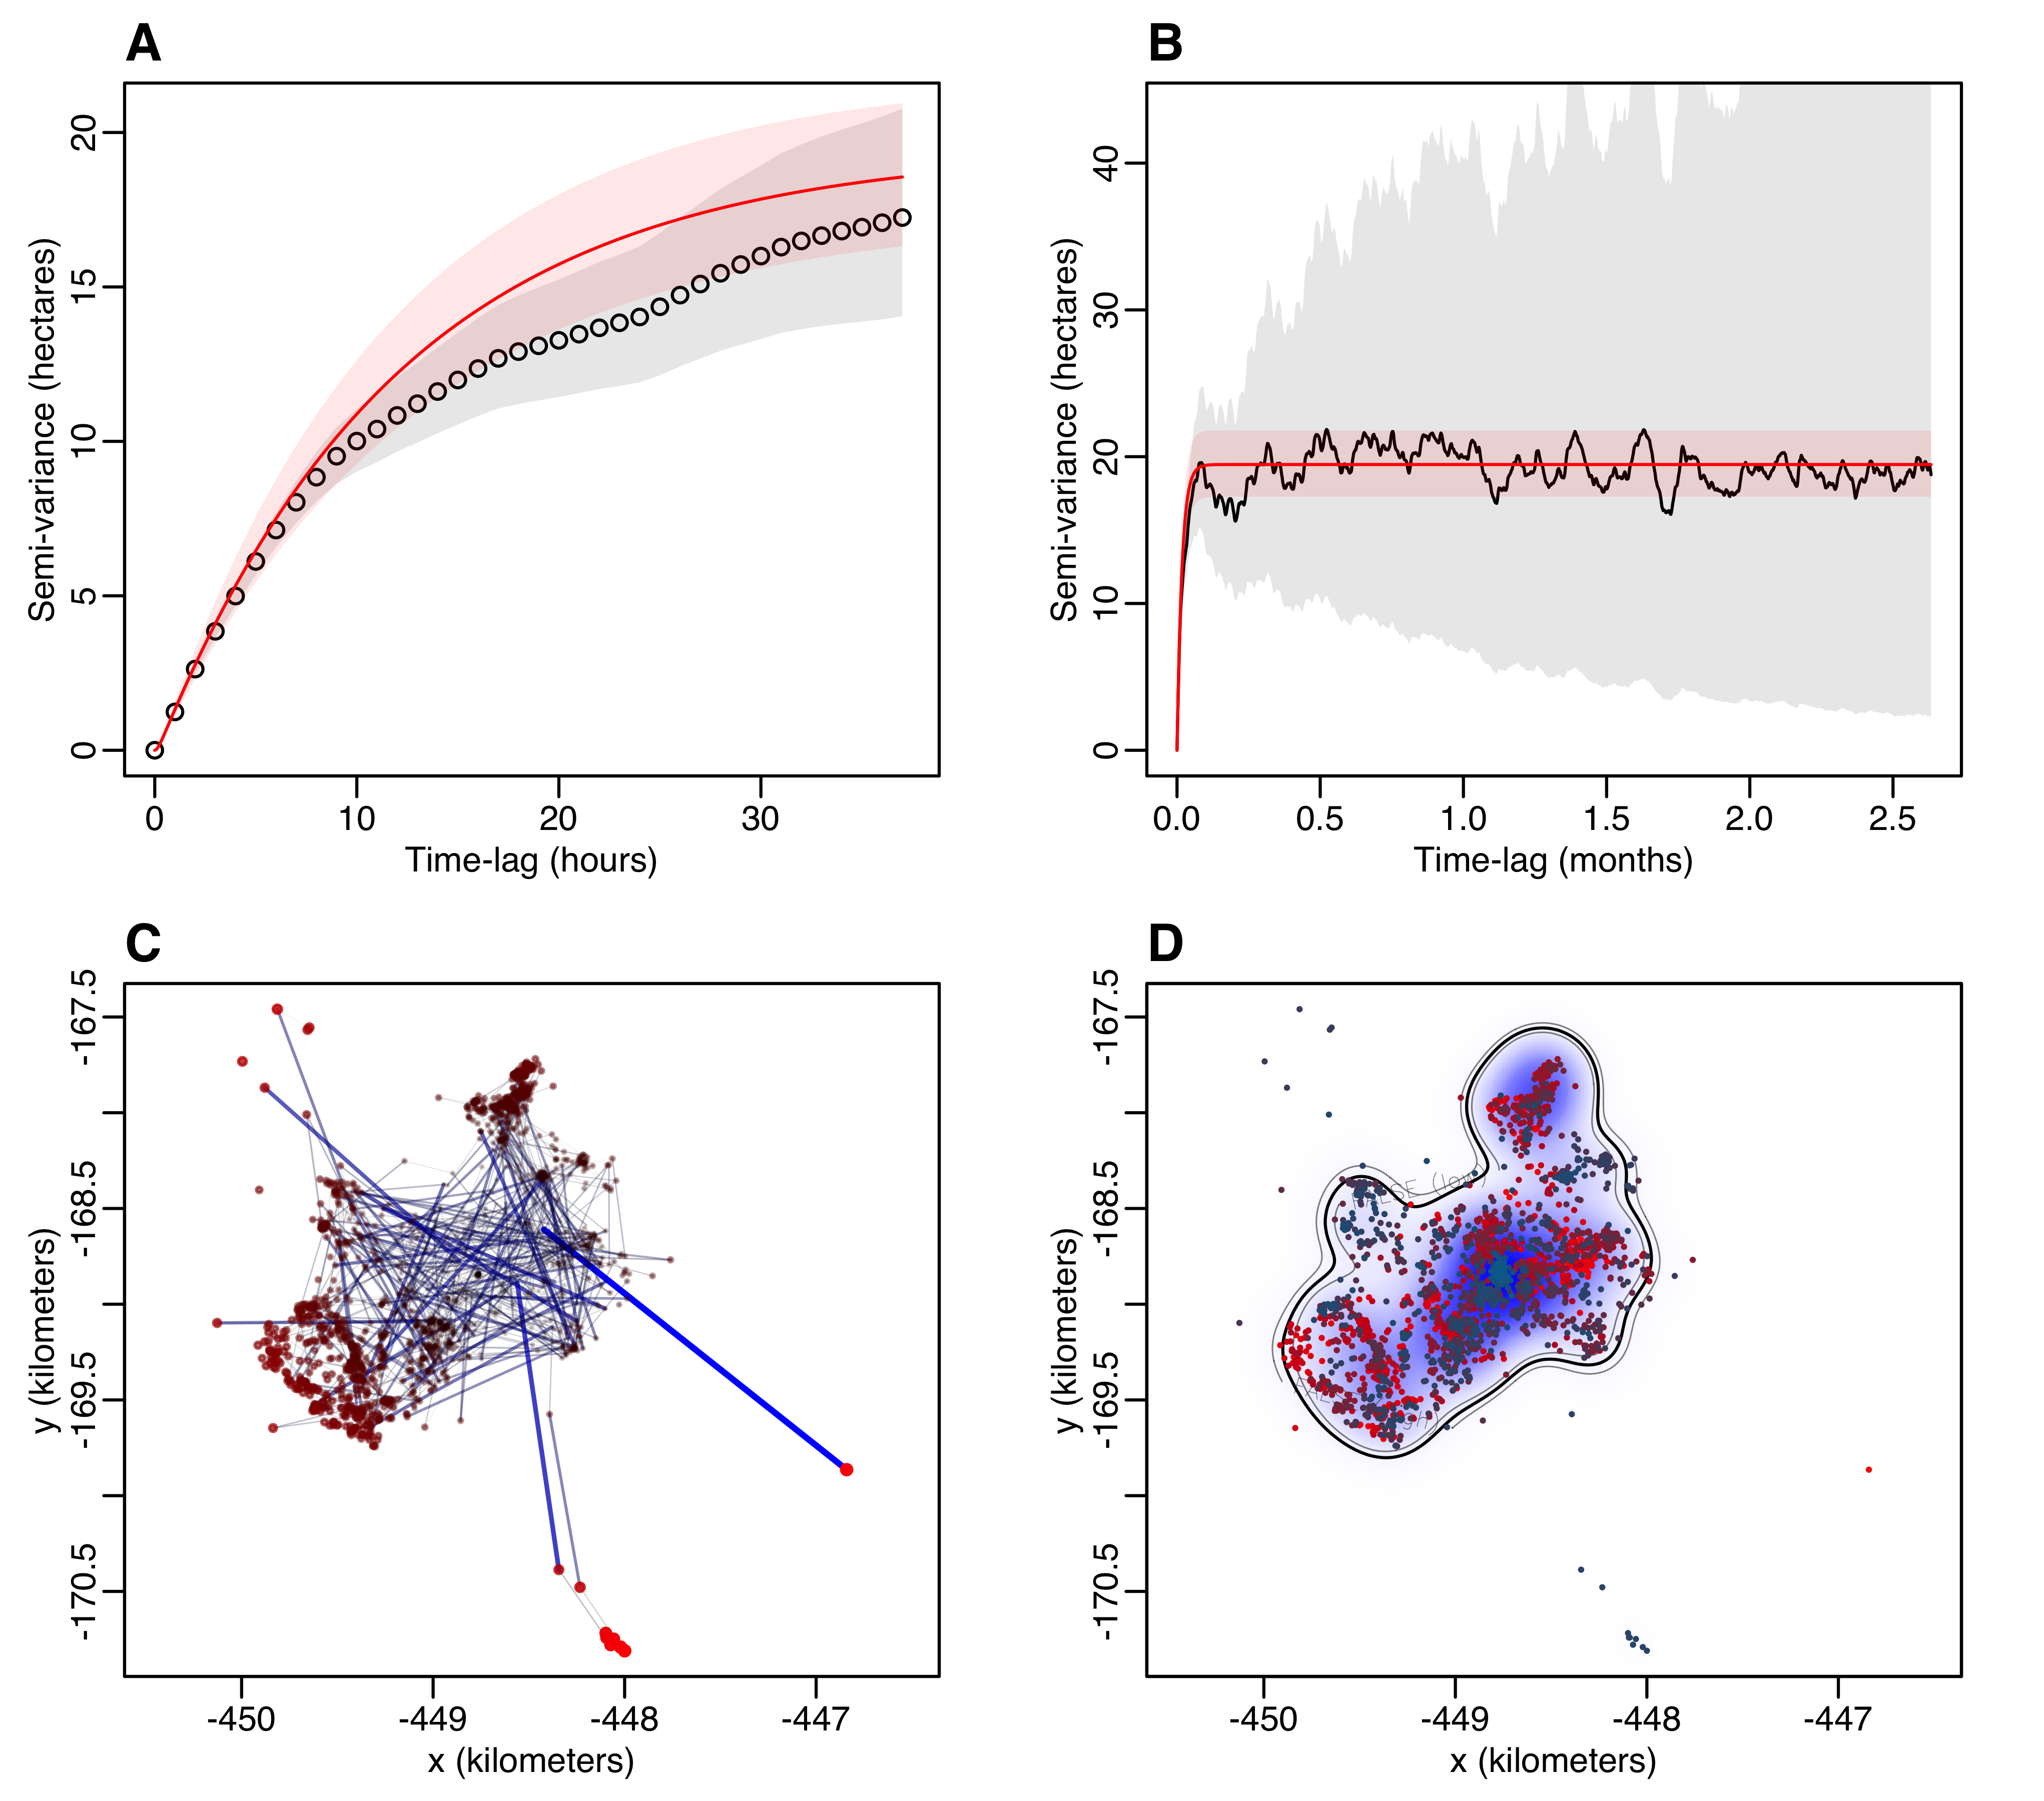 A
Semi-variance (hectares)
20
15
10
5
0
0 10 20 30
Time-lag (hours)
B
Semi-variance (hectares)
40
30
20
10
0
0.0 0.5 1.0 1.5 2.0 2.5
Time-lag (months)
C
y (kilometers)
-167.5
-168.5
-169.5
-170.5
-450 -449 -448 -447
x (kilometers)
D
y (kilometers)
-167.5
-168.5
-169.5
-170.5
(low)
-450 -449 -448 -447
x (kilometers)